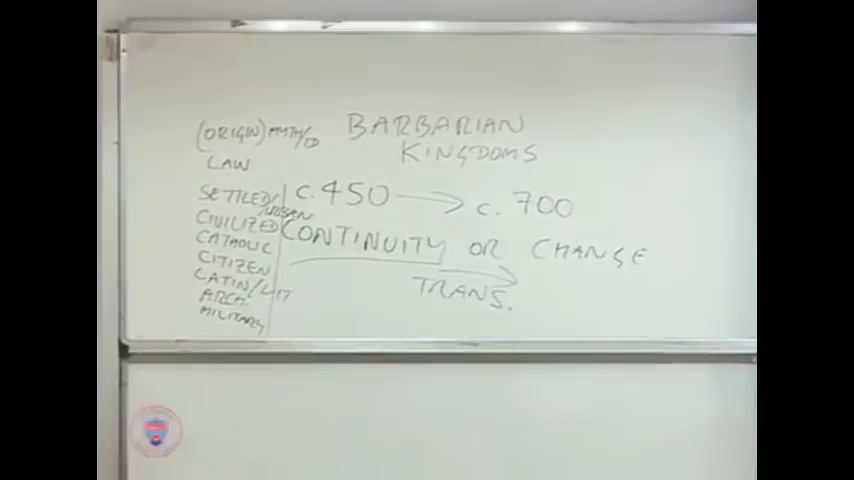 BARBARIAN
KINGDOMS
c. 450 → c. 700
CONTINUITY OR CHANGE
TRANS.
(ORIGIN) MYTH/
LAW
SETTLED/
/URBAN
CIVILIZED
CATHOLIC
CITIZEN
LATIN/LIT
ARCH.
MILITARY